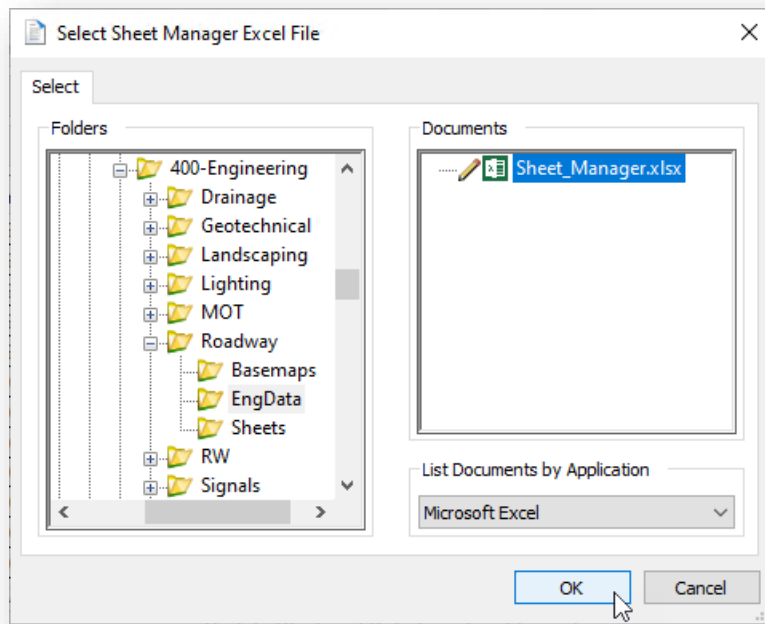 Select Sheet Manager Excel File
Select
Folders
400-Engineering
Drainage
Geotechnical
Landscaping
Lighting
MOT
Roadway
Basemaps
EngData
Sheets
RW
Signals
Documents
Sheet_Manager.xlsx
List Documents by Application
Microsoft Excel
OK
Cancel